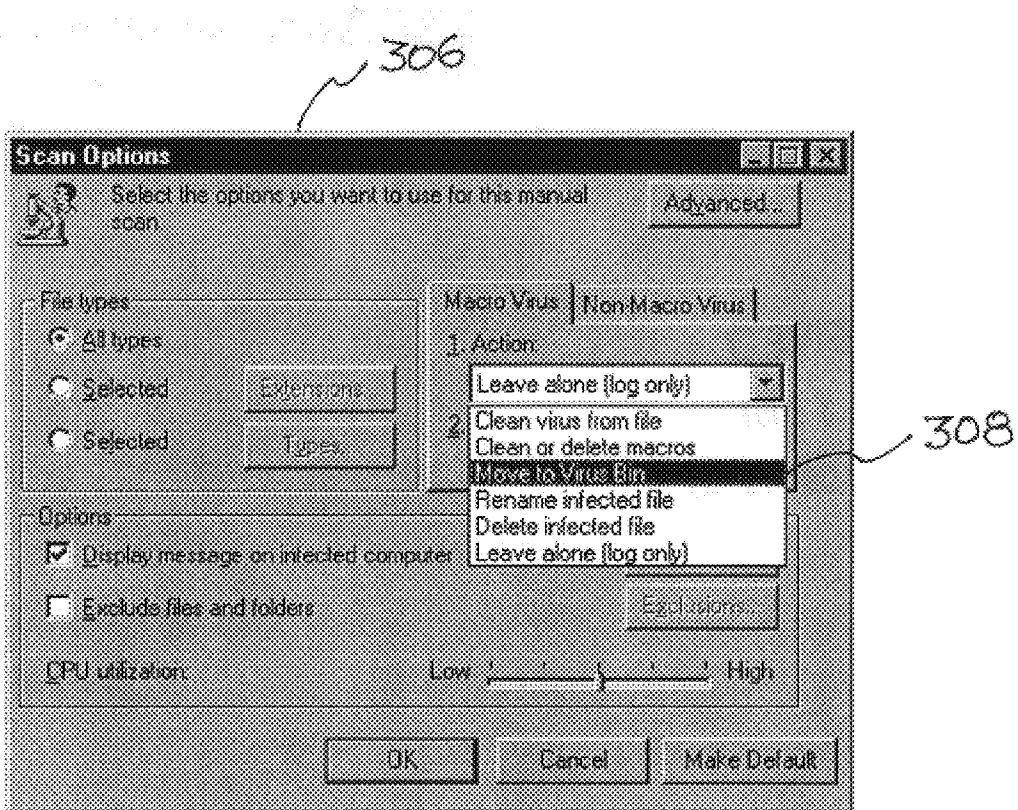 306
Scan Options
Select the options you want to use for this manual
scan.
Advanced...
File types
All types
Selected
Extensions...
Selected
Types...
Macro Virus
Non-Macro Virus
1. Action:
Leave alone (log only)
2.
Clean virus from file
Clean or delete macros
Move to Virus Bin
Rename infected file
Delete infected file
Leave alone (log only)
308
Options
Display message on infected computer
Exclude files and folders
Exclusions...
CPU utilization:
Low
High
OK
Cancel
Make Default